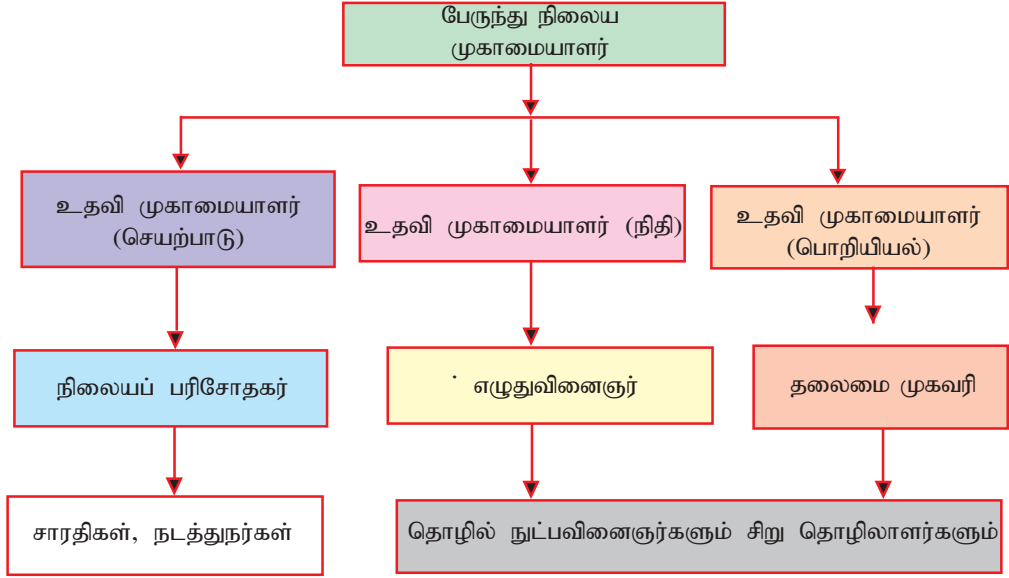 பேருந்து நிலைய
முகாமையாளர்
உதவி முகாமையாளர்
(செயற்பாடு)
உதவி முகாமையாளர் (நிதி)
உதவி முகாமையாளர்
(பொறியியல்)
நிலையப் பரிசோதகர்
எழுதுவினைஞர்
தலைமை முகவரி
சாரதிகள், நடத்துநர்கள்
தொழில் நுட்பவினைஞர்களும் சிறு தொழிலாளர்களும்